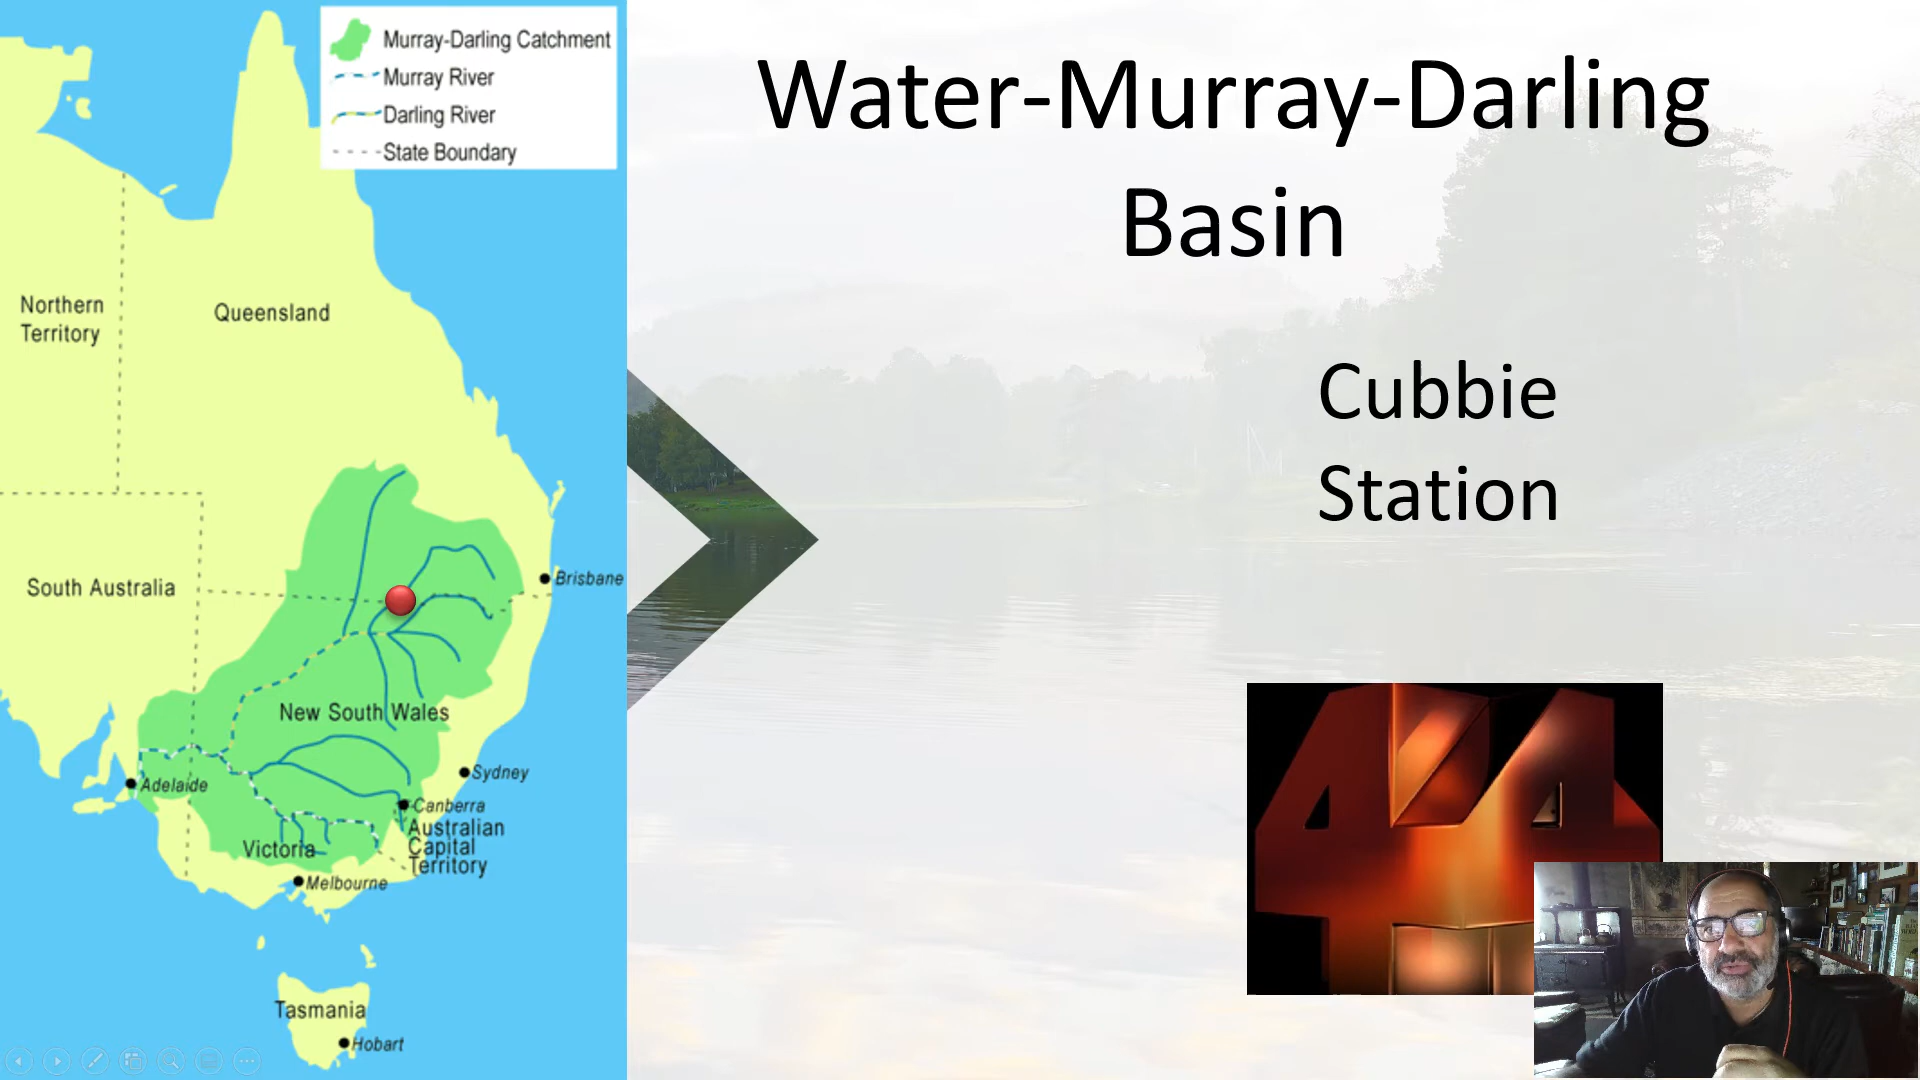 Murray-Darling Catchment
Murray River
Darling River
State Boundary
Water-Murray-Darling
Basin
Northern
Territory
Queensland
Cubbie
Station
South Australia
Brisbane
New South Wales
Sydney
Adelaide
Canberra
Australian
Capital
Territory
Victoria
Melbourne
Tasmania
Hobart
44